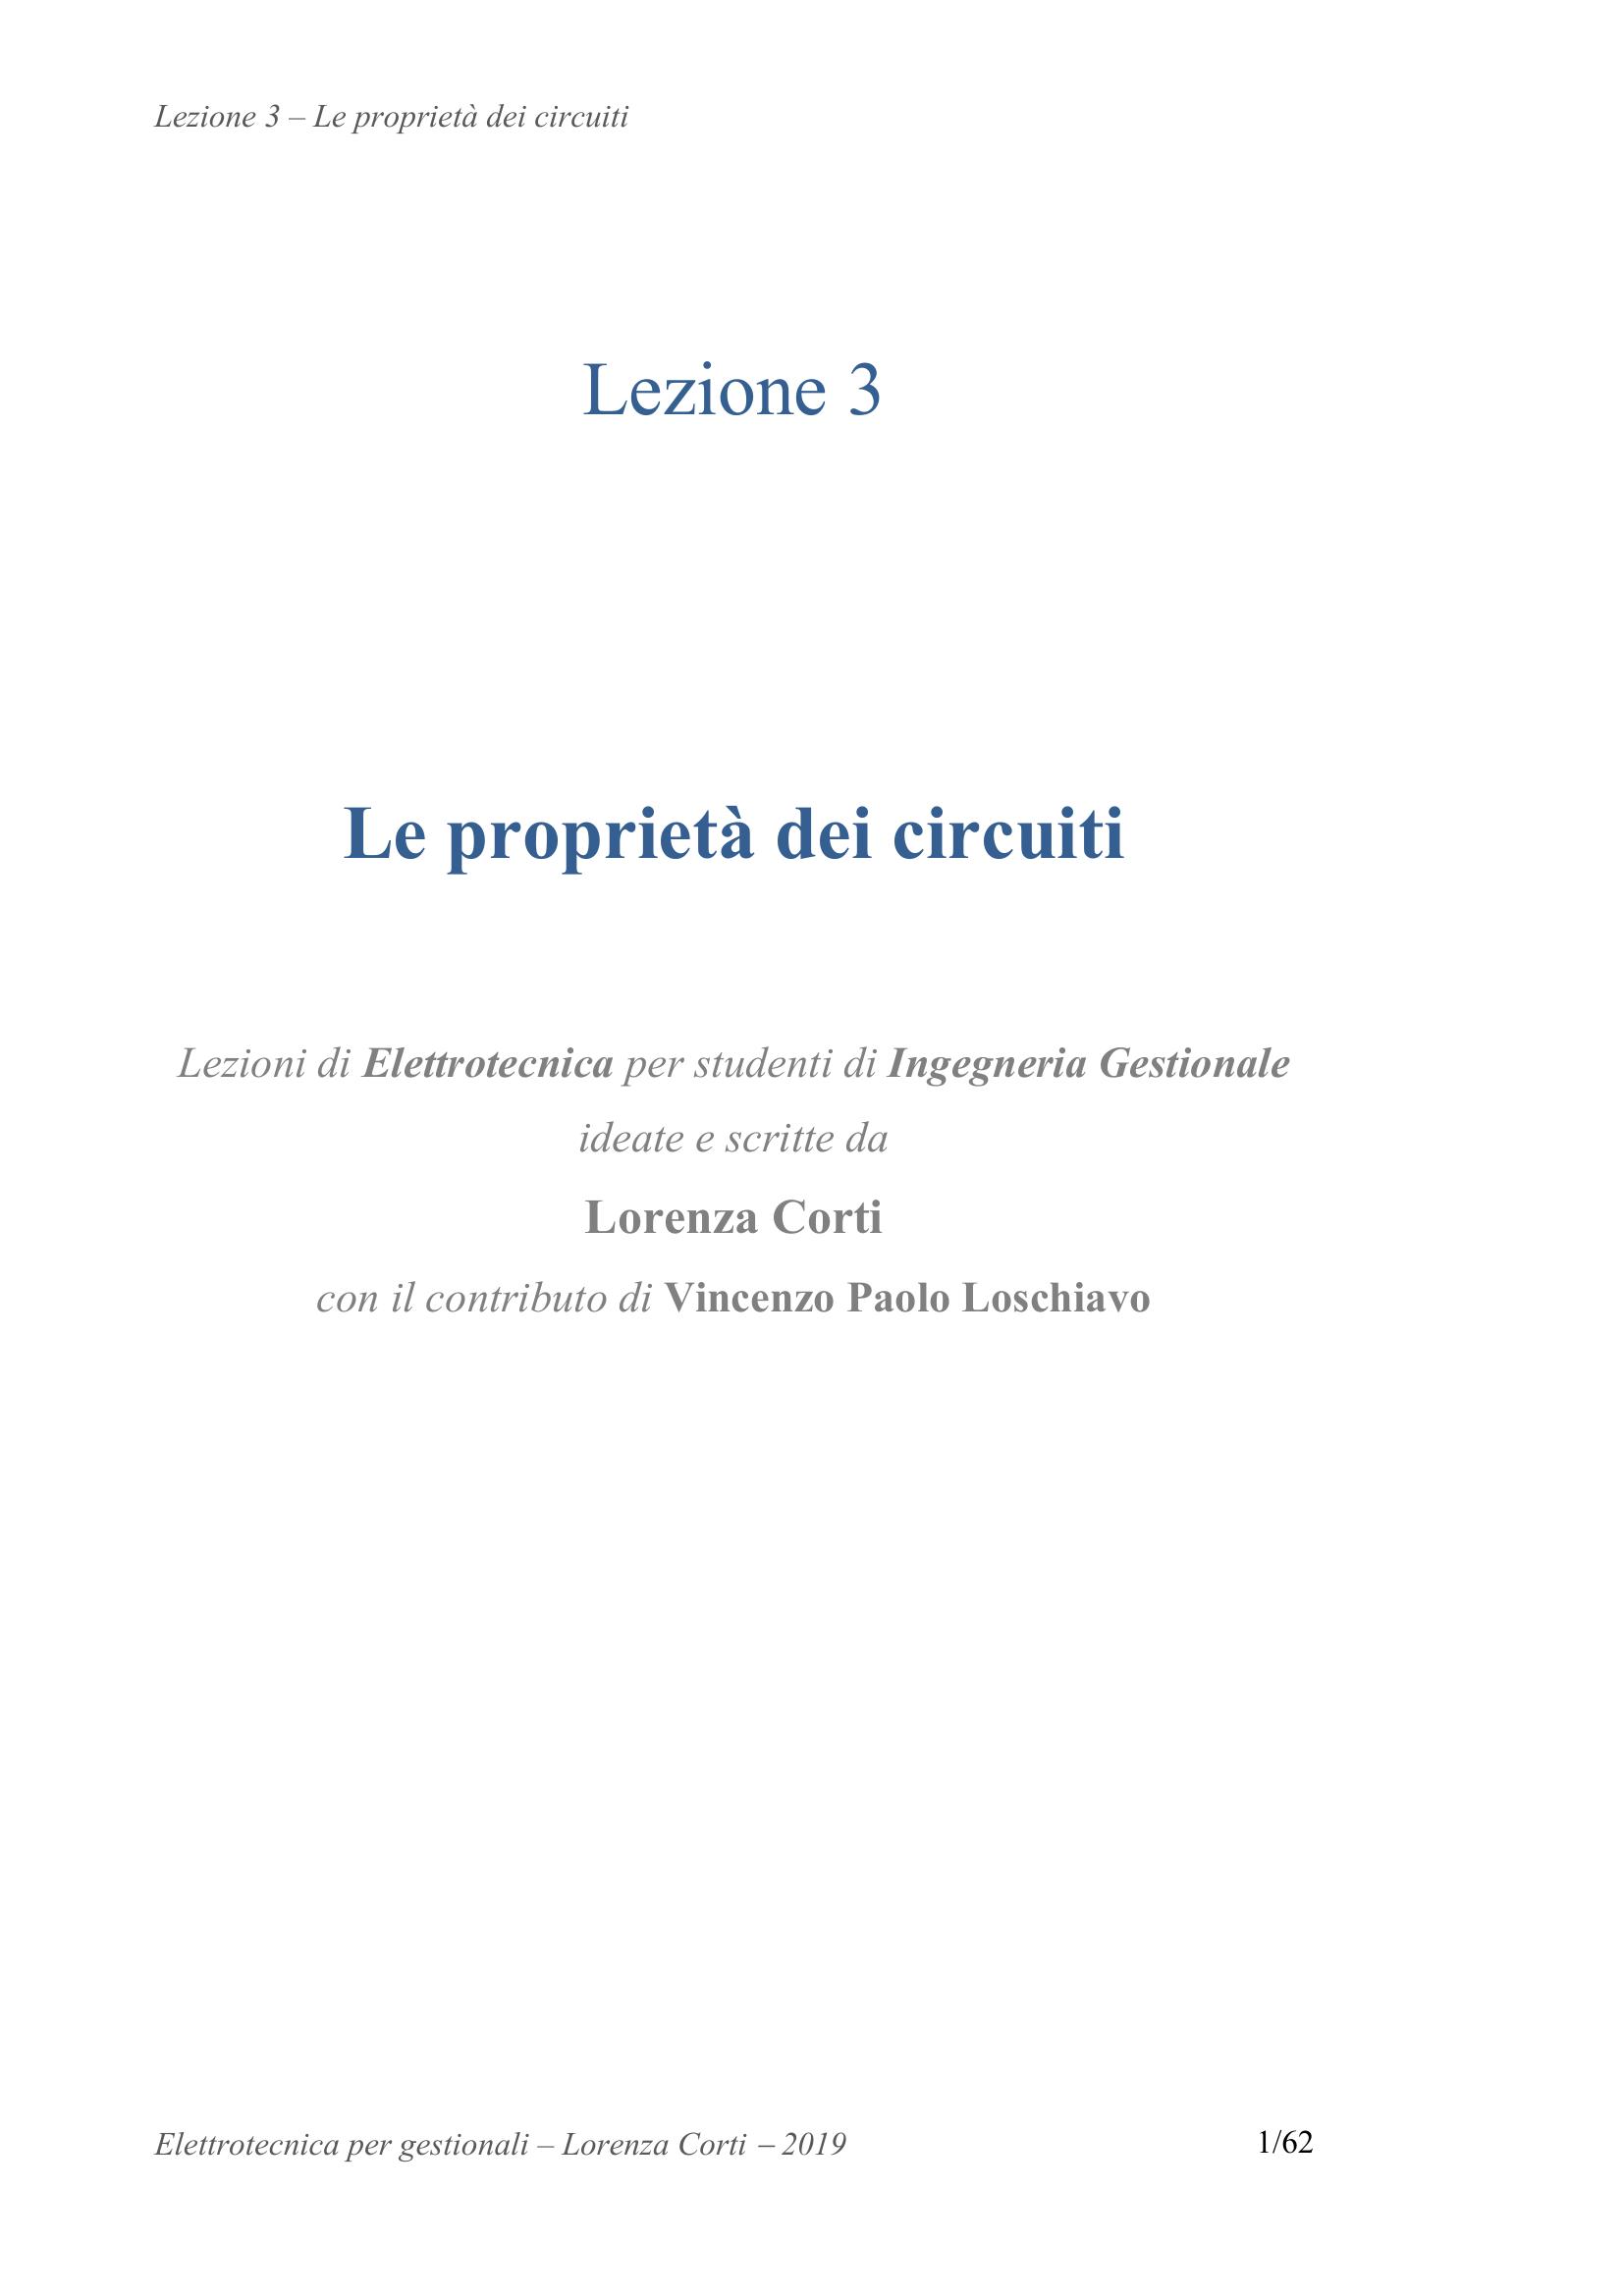 Lezione 3 – Le proprietà dei circuiti
Lezione 3
Le proprietà dei circuiti
Lezioni di Elettrotecnica per studenti di Ingegneria Gestionale
ideate e scritte da
Lorenza Corti
con il contributo di Vincenzo Paolo Loschiavo
Elettrotecnica per gestionali – Lorenza Corti – 2019 1/62